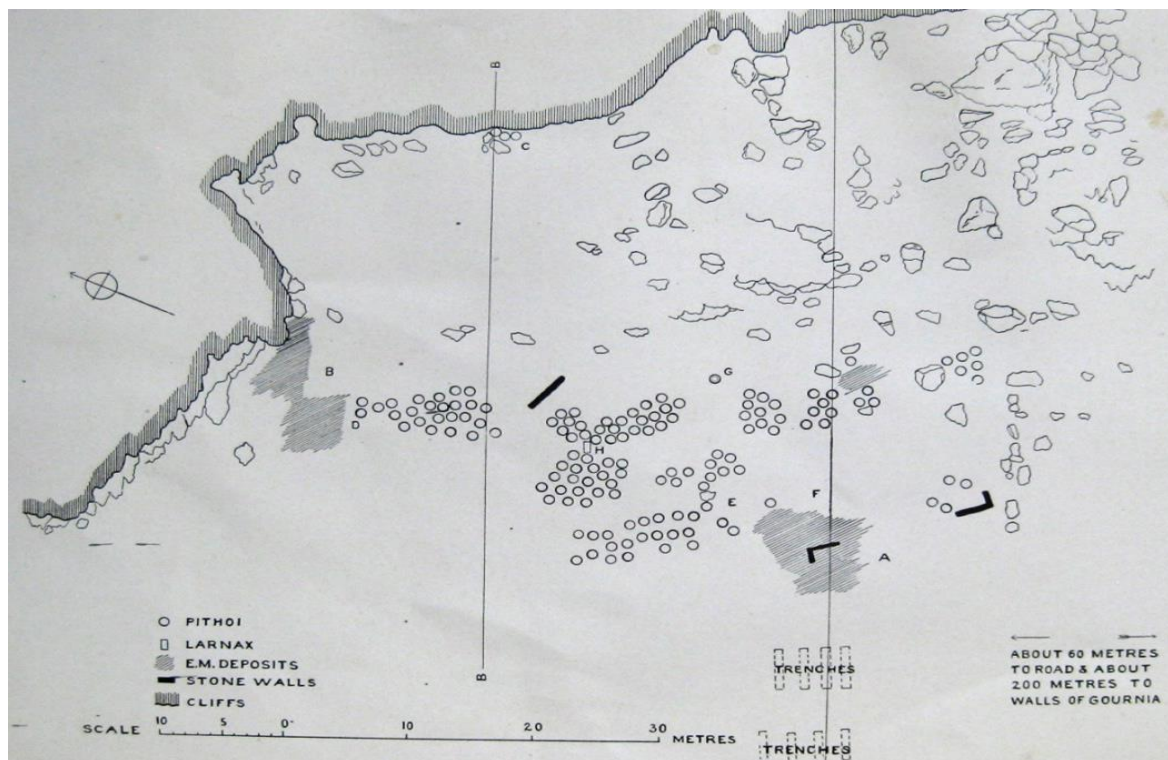 B
C
B
G
D
H
E
F
A
PITHOI
LARNAX
E.M. DEPOSITS
STONE WALLS
CLIFFS
B
TRENCHES
ABOUT 60 METRES
TO ROAD & ABOUT
200 METRES TO
WALLS OF GOURNIA
SCALE 10 5 0 10 20 30 METRES
TRENCHES